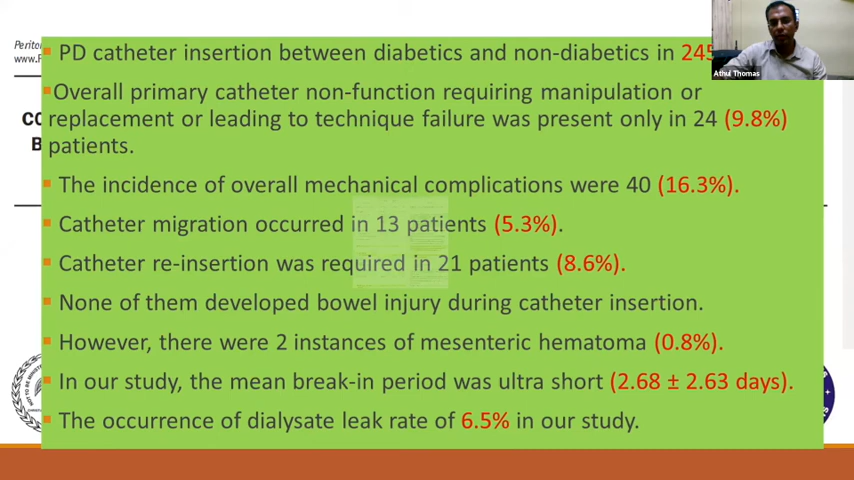 Perito
www.
▪ PD catheter insertion between diabetics and non-diabetics in 245
Athul Thomas
▪Overall primary catheter non-function requiring manipulation or
replacement or leading to technique failure was present only in 24 (9.8%)
patients.
CO
B
▪ The incidence of overall mechanical complications were 40 (16.3%).
▪ Catheter migration occurred in 13 patients (5.3%).
▪ Catheter re-insertion was required in 21 patients (8.6%).
▪ None of them developed bowel injury during catheter insertion.
▪ However, there were 2 instances of mesenteric hematoma (0.8%).
▪ In our study, the mean break-in period was ultra short (2.68 ± 2.63 days).
▪ The occurrence of dialysate leak rate of 6.5% in our study.